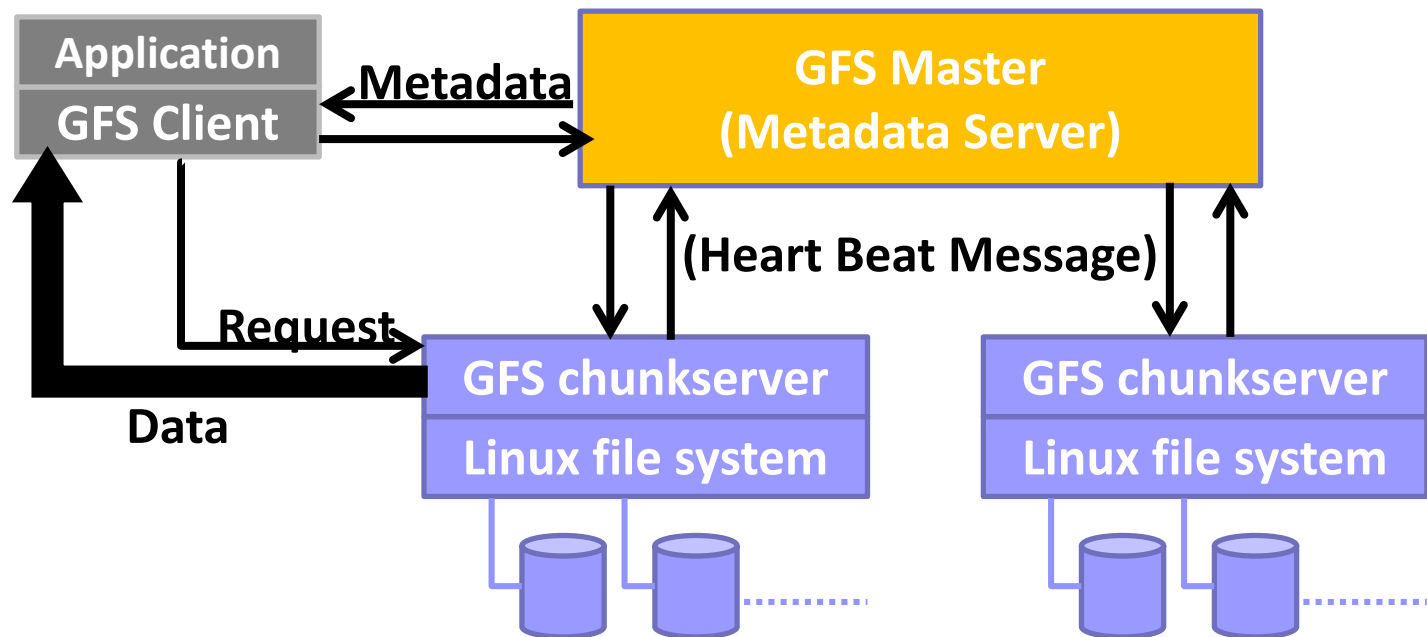 Application
GFS Client
Metadata
GFS Master
(Metadata Server)
(Heart Beat Message)
Request
Data
GFS chunkserver
Linux file system
GFS chunkserver
Linux file system